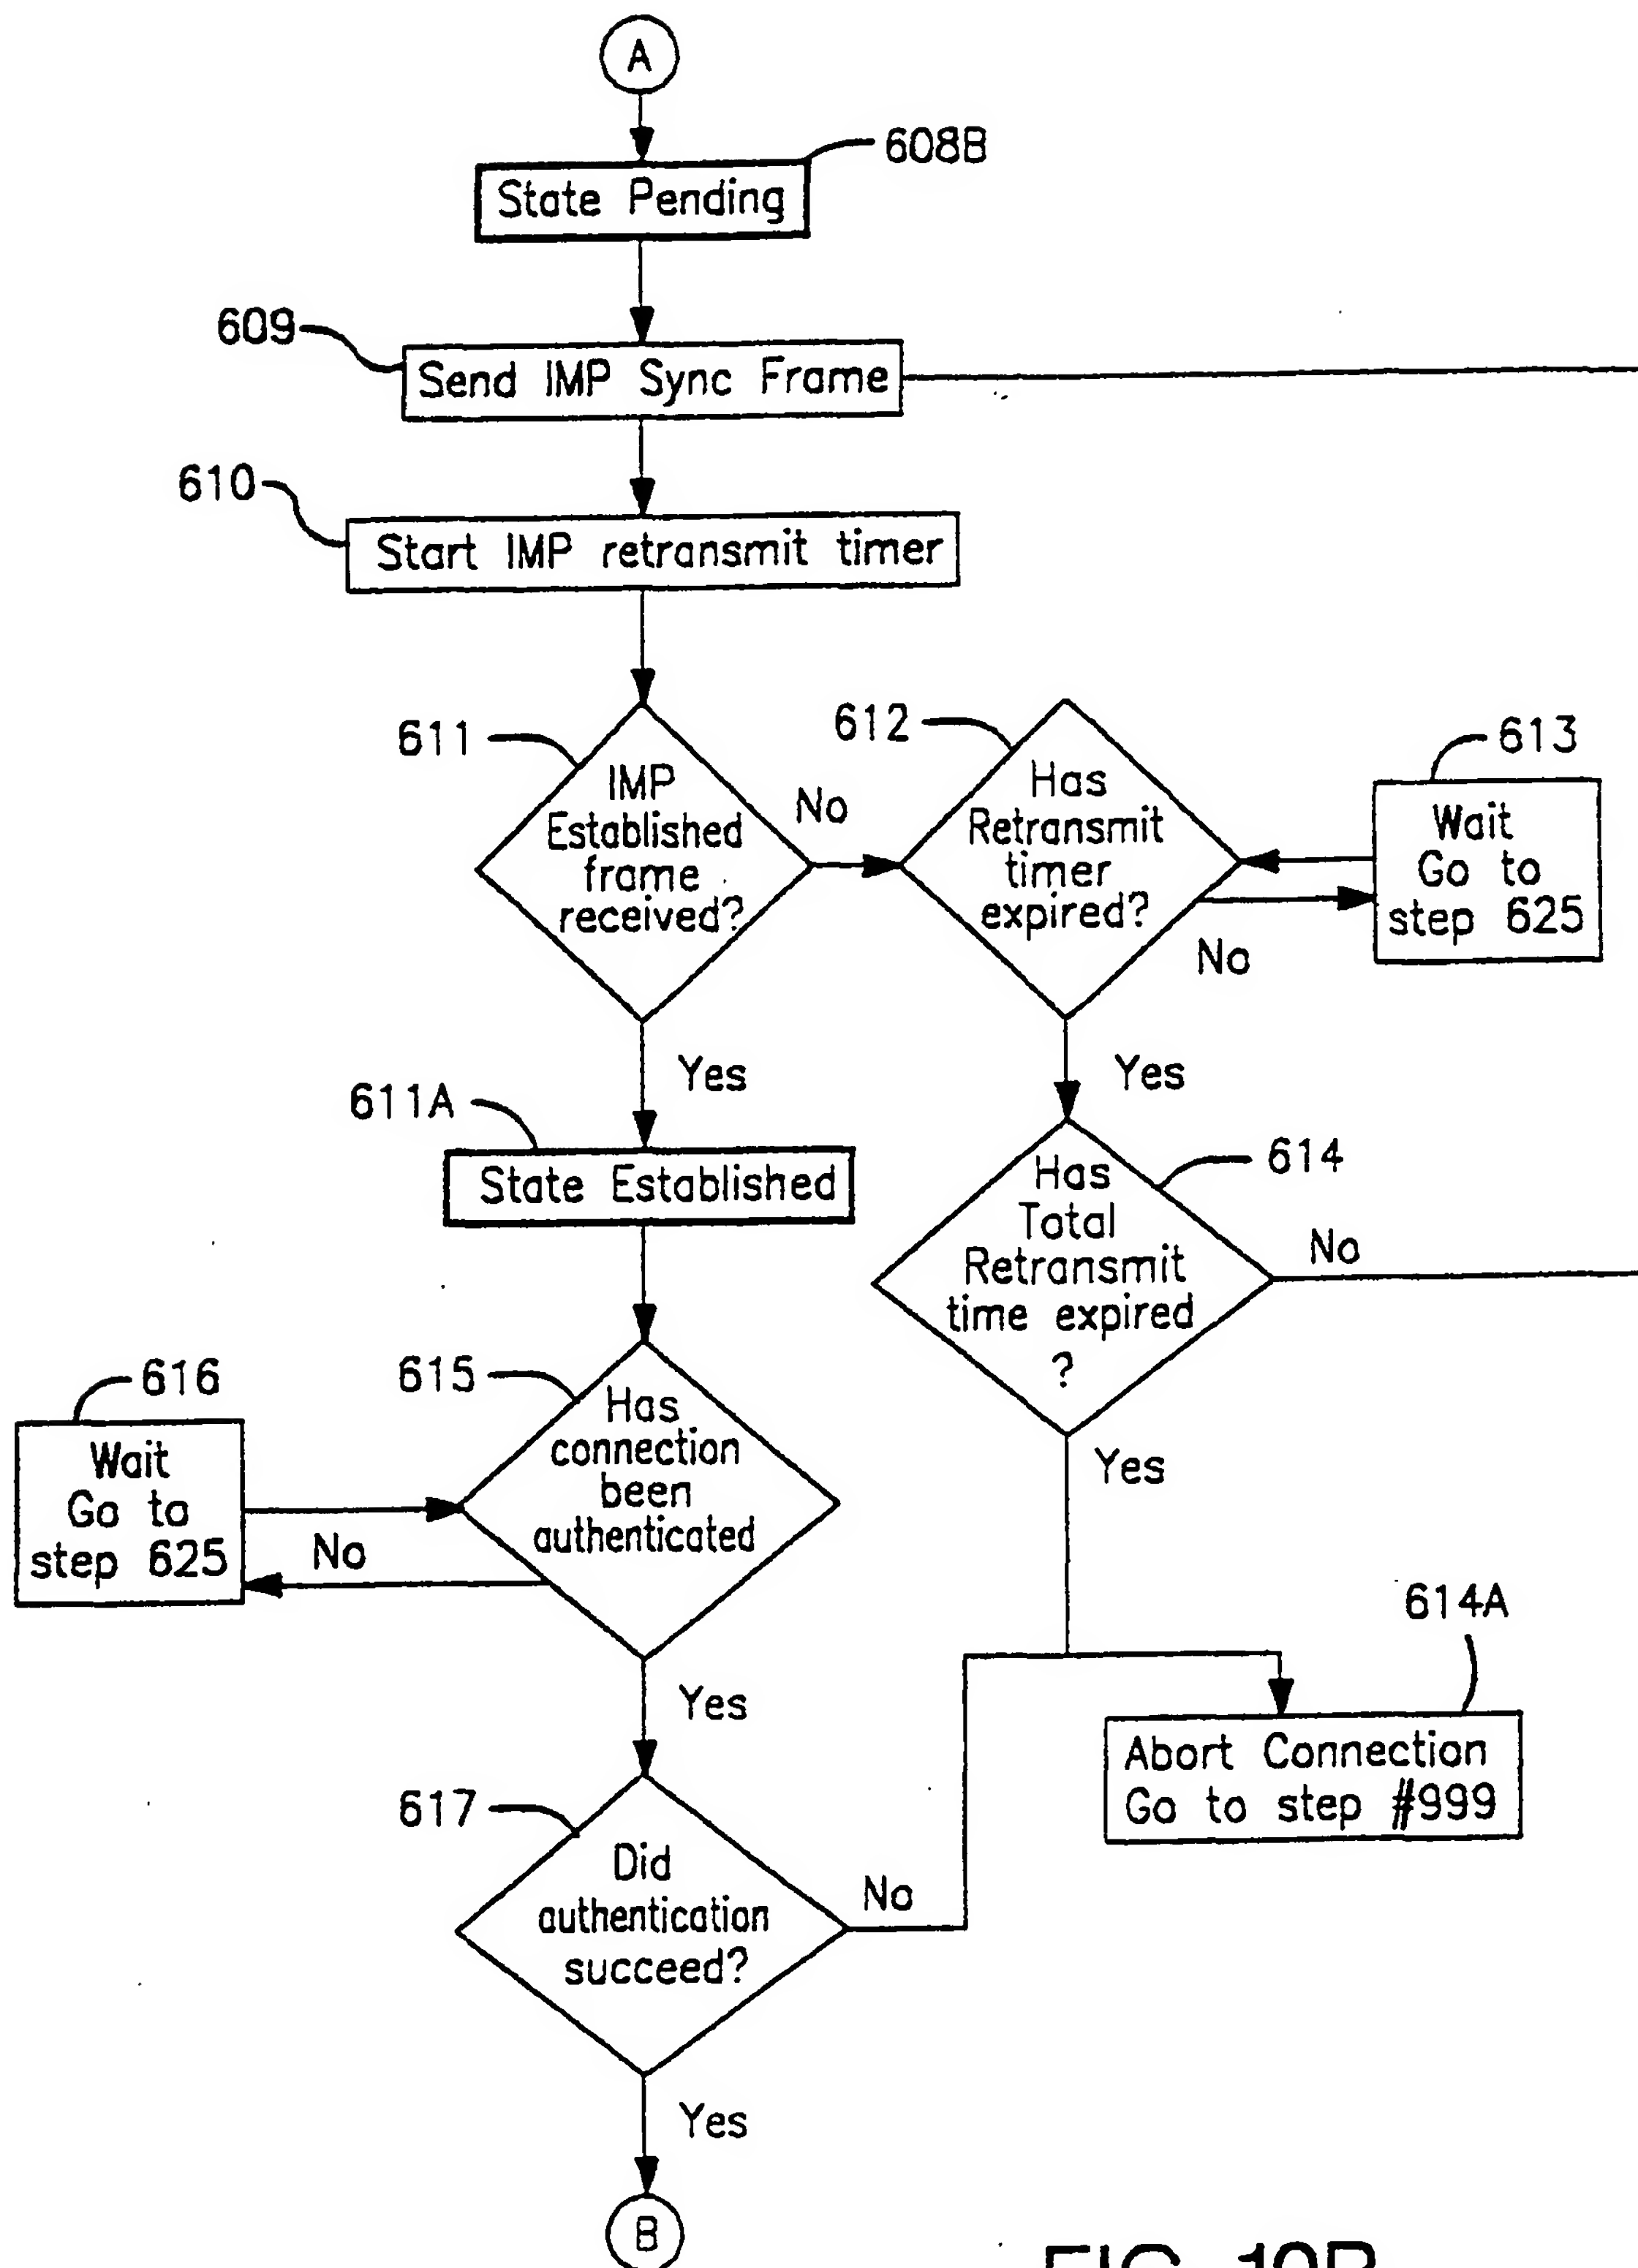 A
608B
State Pending
609
Send IMP Sync Frame
610
Start IMP retransmit timer
611
IMP
Established
frame
received?
No
612
Has
Retransmit
timer
expired?
No
613
Wait
Go to
step 625
Yes
Yes
611A
State Established
614
Has
Total
Retransmit
time expired
?
No
616
Wait
Go to
step 625
615
Has
connection
been
authenticated
No
Yes
Yes
614A
Abort Connection
Go to step #999
617
Did
authentication
succeed?
No
Yes
B